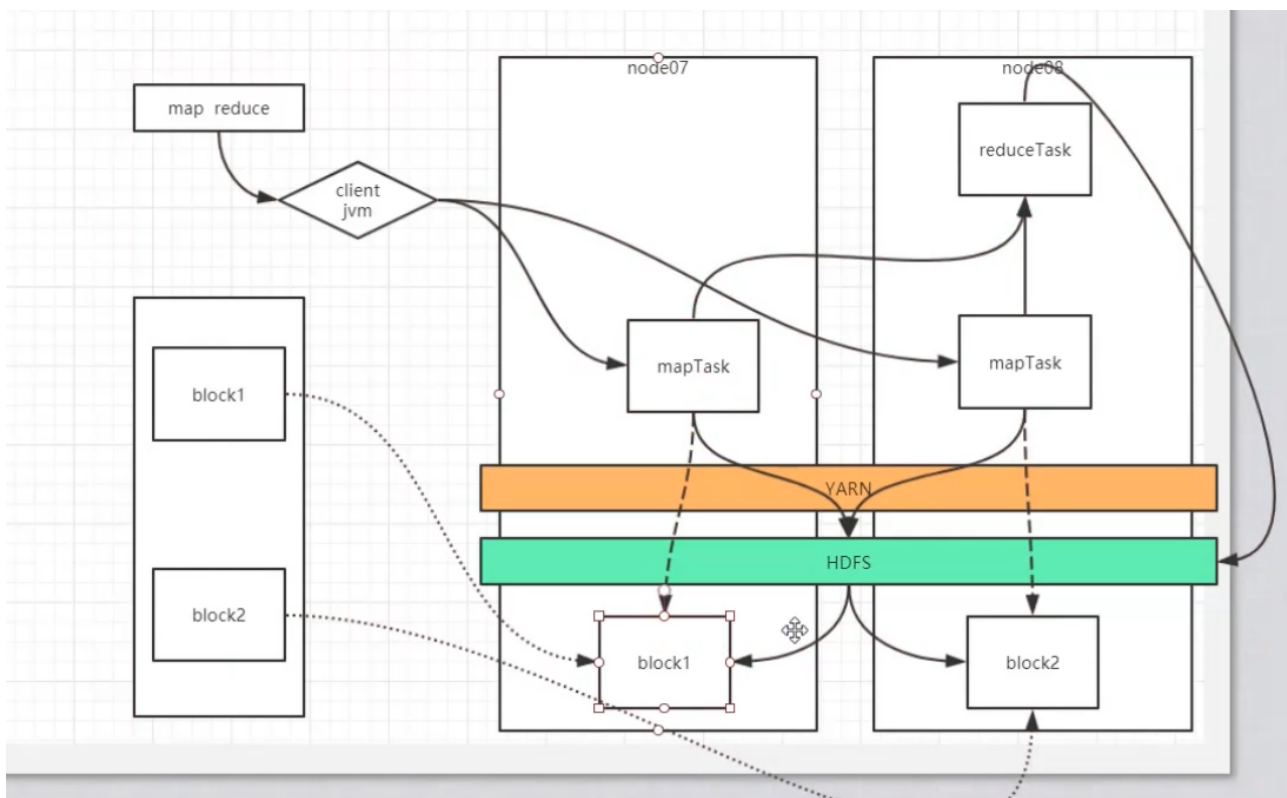 node07
node08
map reduce
reduceTask
client
jvm
mapTask
mapTask
block1
YARN
HDFS
block2
block1
block2